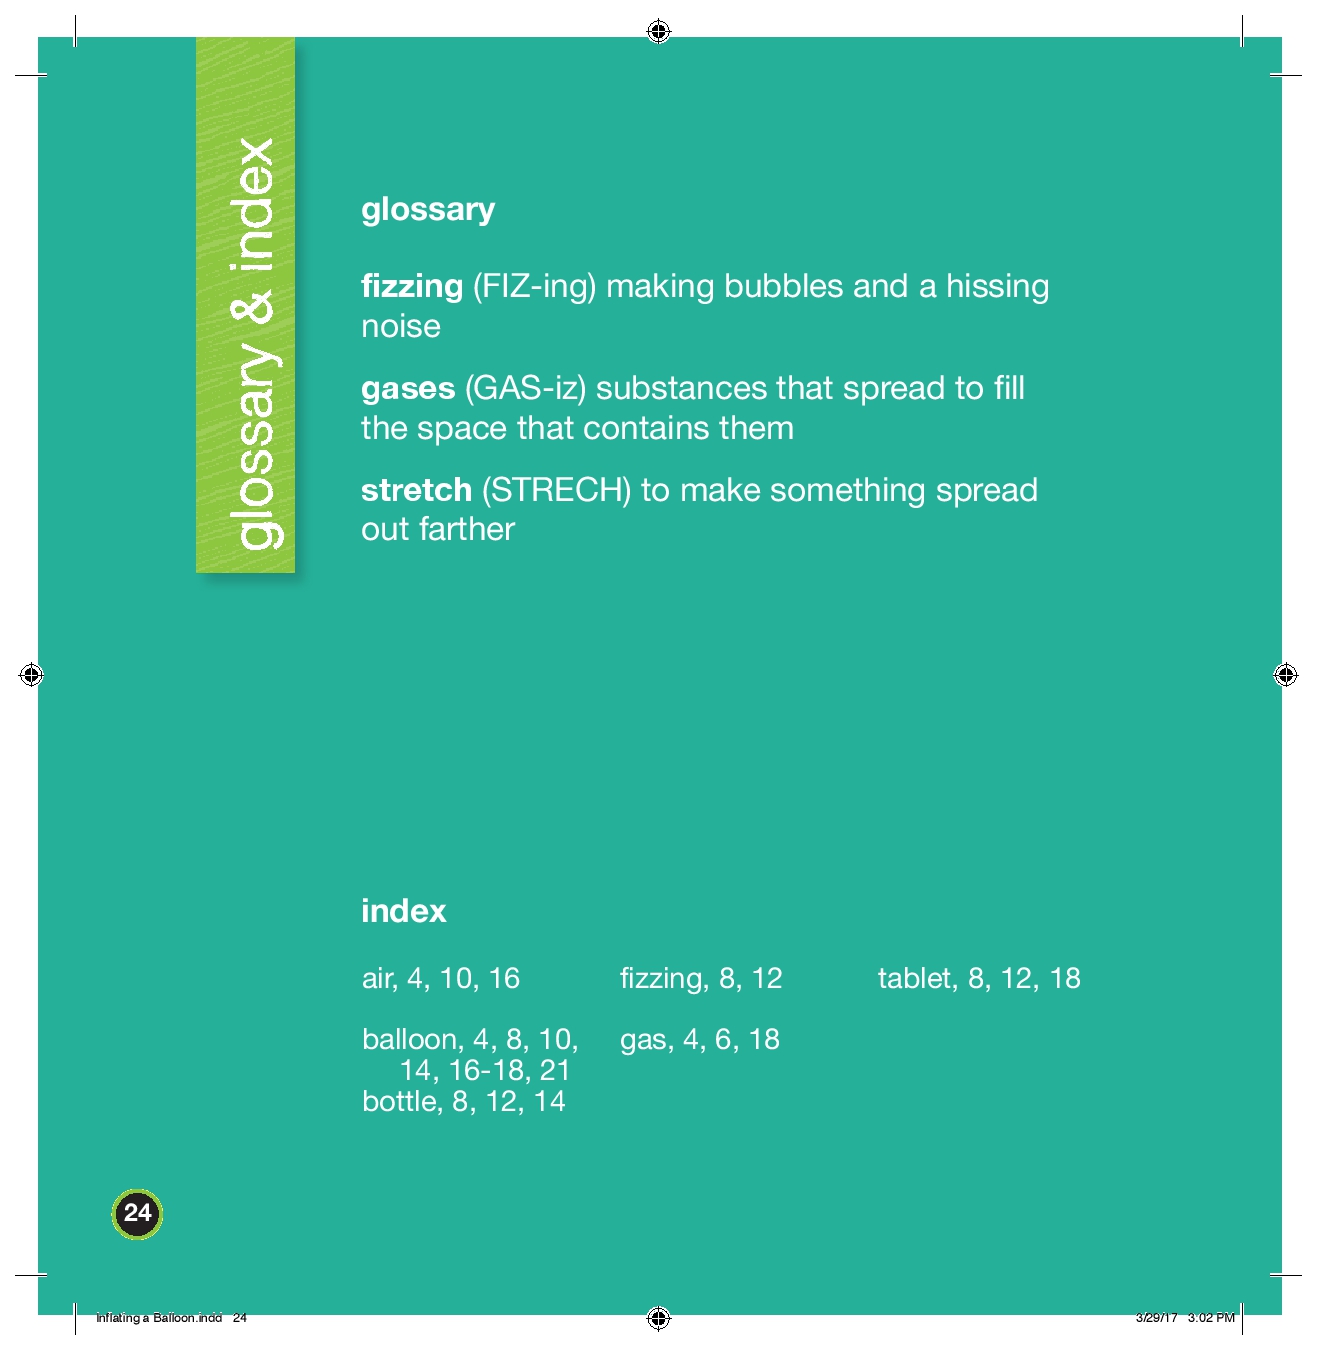 glossary & index
glossary
fizzing (FIZ-ing) making bubbles and a hissing
noise
gases (GAS-iz) substances that spread to fill
the space that contains them
stretch (STRECH) to make something spread
out farther
index
air, 4, 10, 16
balloon, 4, 8, 10,
14, 16-18, 21
bottle, 8, 12, 14
fizzing, 8, 12
gas, 4, 6, 18
tablet, 8, 12, 18
24
Inflating a Balloon.indd 24
3/29/17 3:02 PM